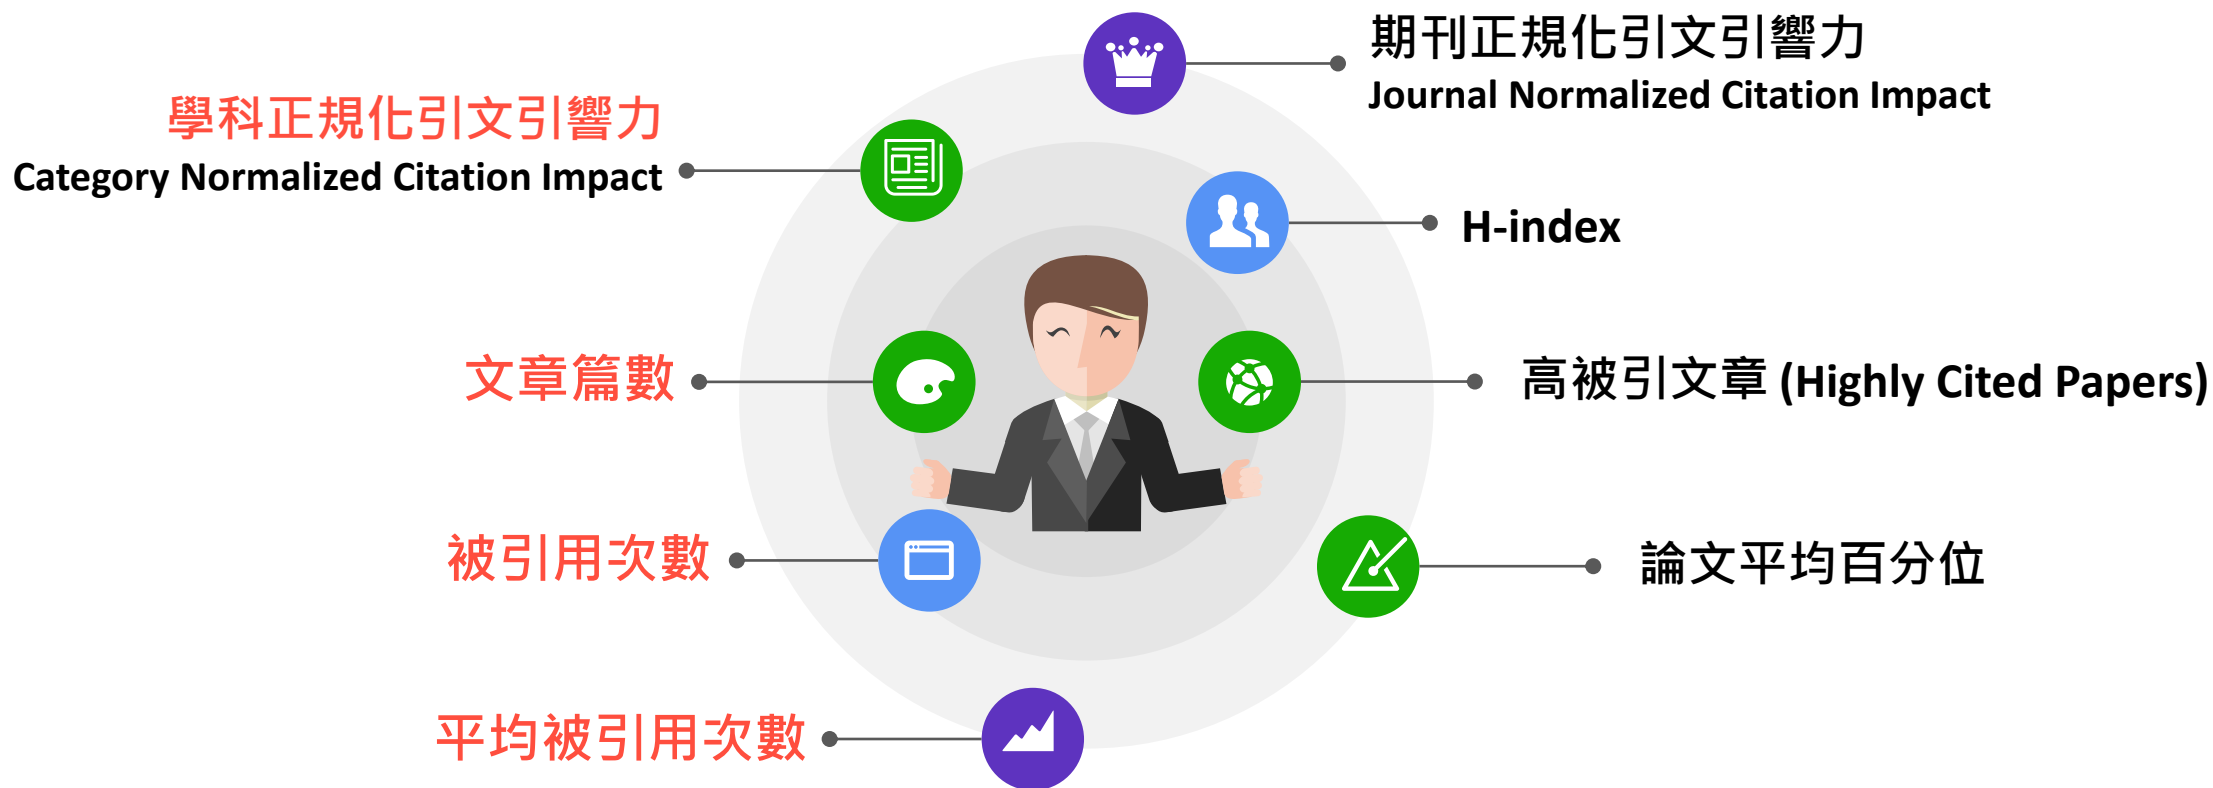 期刊正規化引文引響力
Journal Normalized Citation Impact
學科正規化引文引響力
Category Normalized Citation Impact
H-index
文章篇數
高被引文章 (Highly Cited Papers)
被引用次數
論文平均百分位
平均被引用次數